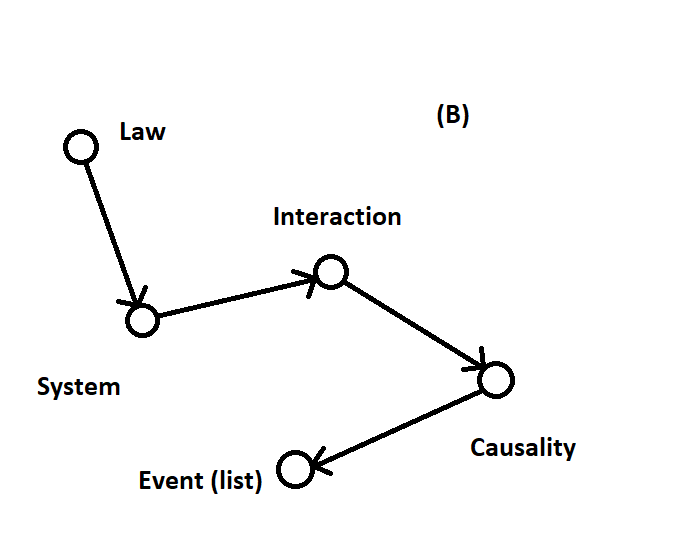 (B)
Law
Interaction
System
Causality
Event (list)